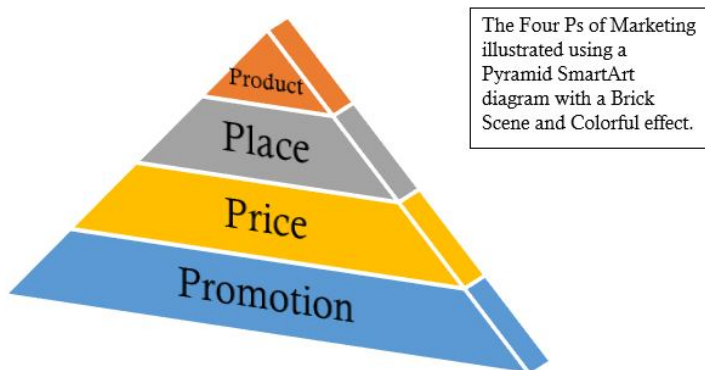 Product
Place
Price
Promotion
The Four Ps of Marketing
illustrated using a
Pyramid SmartArt
diagram with a Brick
Scene and Colorful effect.